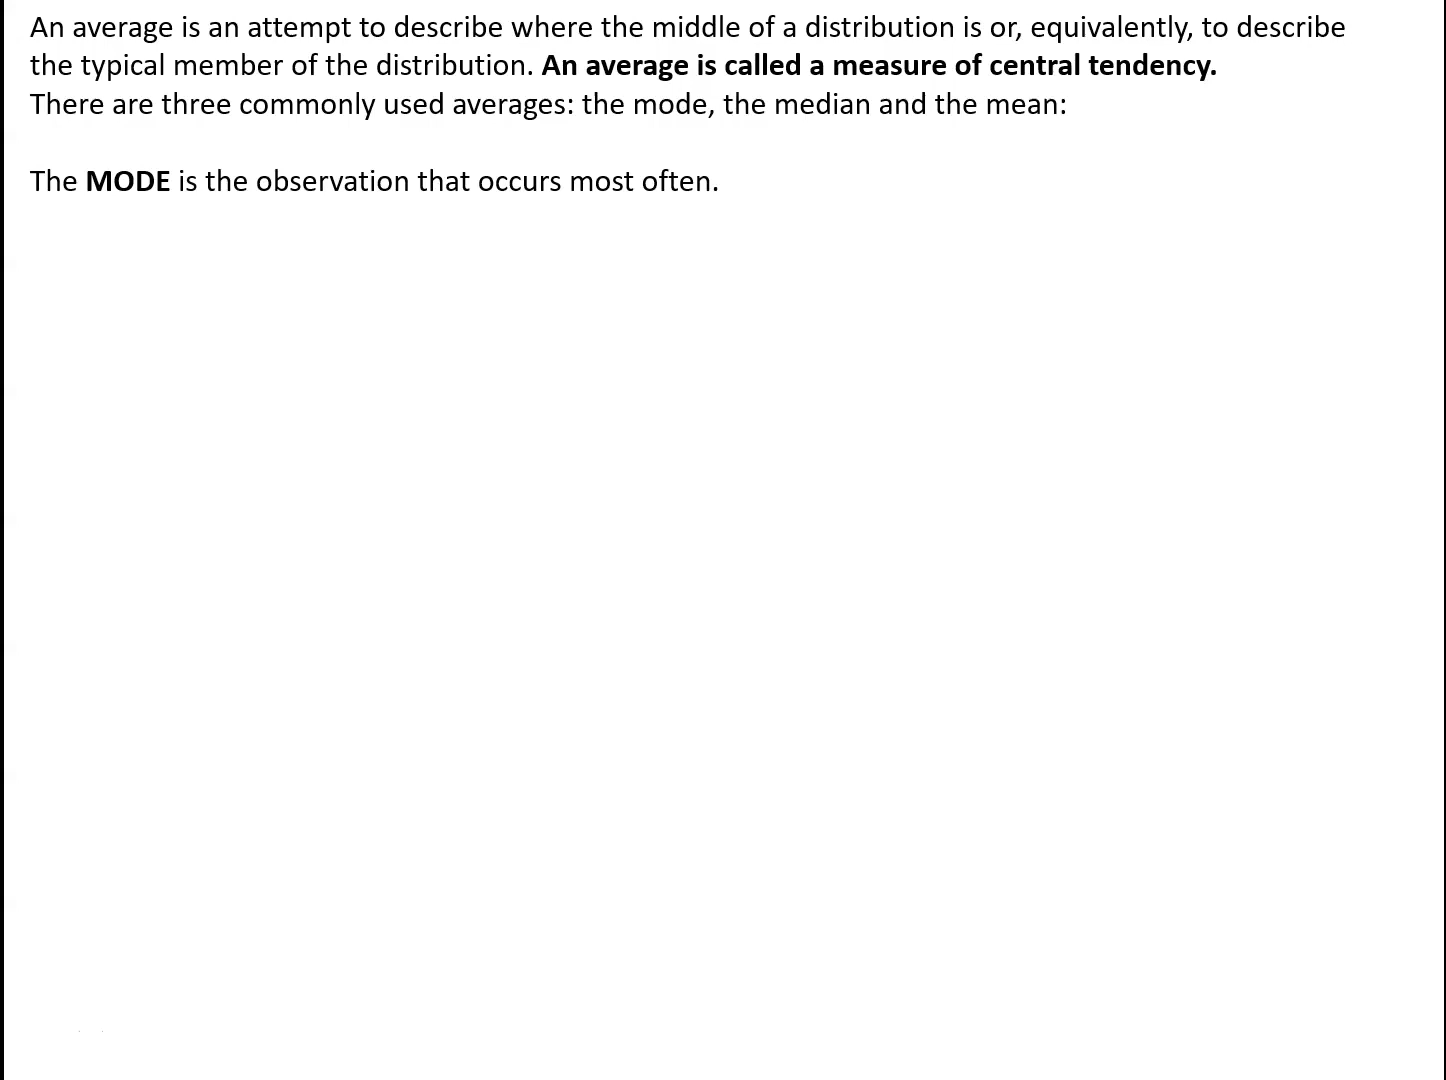 An average is an attempt to describe where the middle of a distribution is or, equivalently, to describe
the typical member of the distribution. An average is called a measure of central tendency.
There are three commonly used averages: the mode, the median and the mean:
The MODE is the observation that occurs most often.